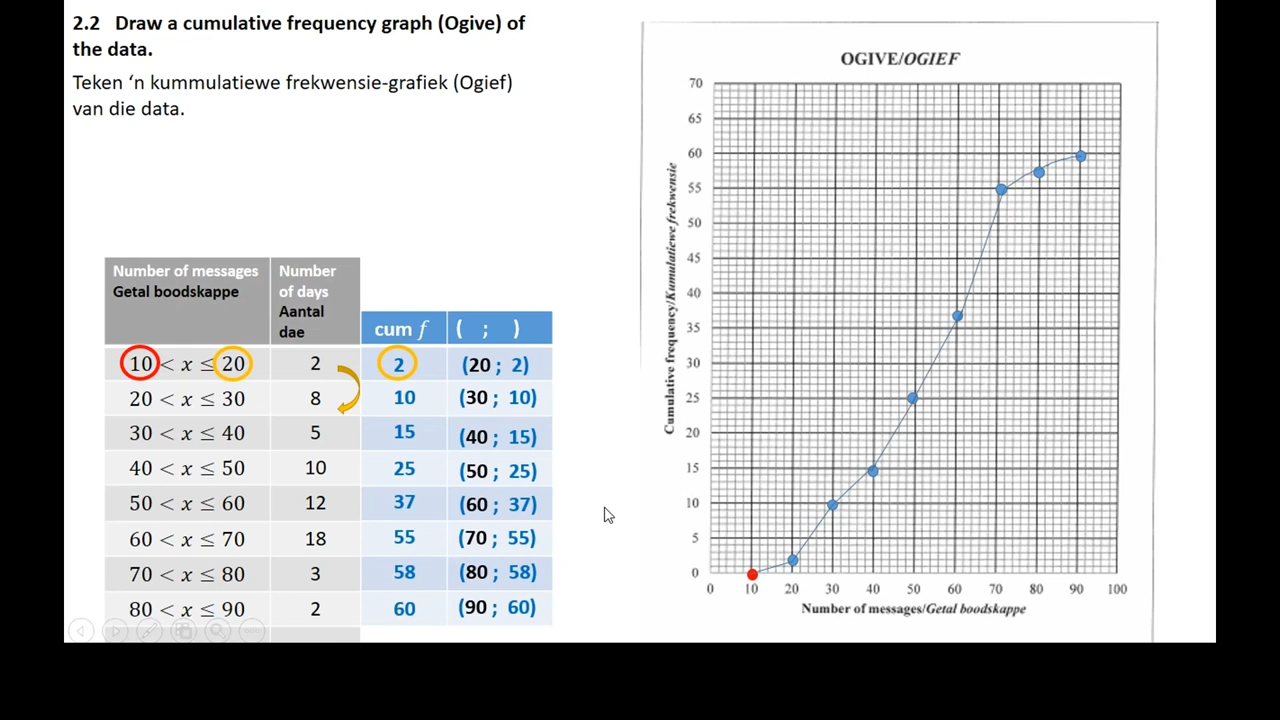 2.2 Draw a cumulative frequency graph (Ogive) of
the data.
Teken ‘n kummulatiewe frekwensie-grafiek (Ogief)
van die data.
Number of messages
Getal boodskappe
Number
of days
Aantal
dae
cum f
( ; )
10 < x ≤ 20 2 2 (20 ; 2)
20 < x ≤ 30 8 10 (30 ; 10)
30 < x ≤ 40 5 15 (40 ; 15)
40 < x ≤ 50 10 25 (50 ; 25)
50 < x ≤ 60 12 37 (60 ; 37)
60 < x ≤ 70 18 55 (70 ; 55)
70 < x ≤ 80 3 58 (80 ; 58)
80 < x ≤ 90 2 60 (90 ; 60)
OGIVE/OGIEF
Cumulative frequency/Kumulatiewe frekwensie
70
65
60
55
50
45
40
35
30
25
20
15
10
5
0
0 10 20 30 40 50 60 70 80 90 100
Number of messages/Getal boodskappe